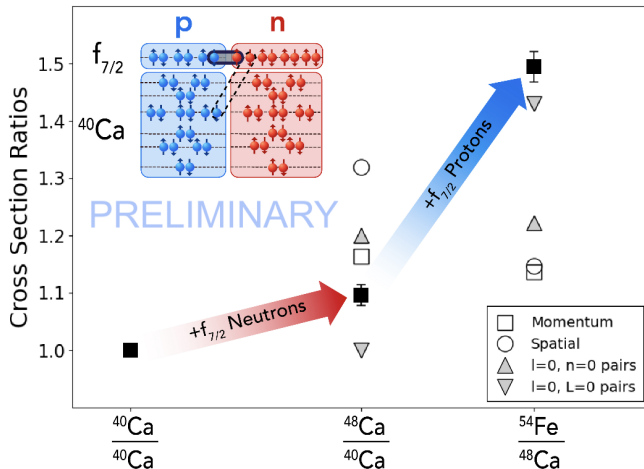 p n
f7/2
40Ca
PRELIMINARY
Cross Section Ratios
1.5
1.4
1.3
1.2
1.1
1.0
+f7/2 Neutrons
+f7/2 Protons
Momentum
Spatial
l=0, n=0 pairs
l=0, L=0 pairs
40Ca 48Ca 54Fe
40Ca 40Ca 48Ca